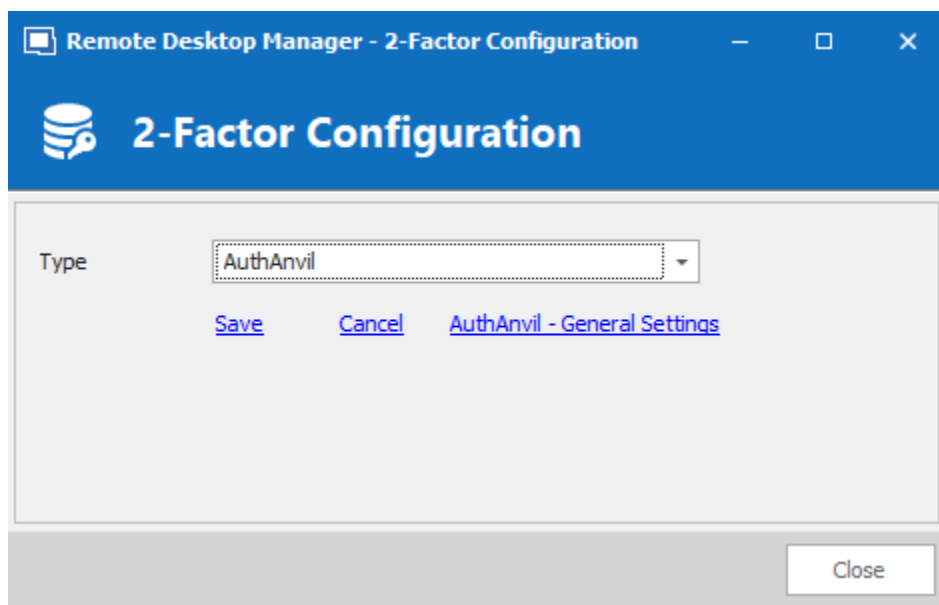 Remote Desktop Manager - 2-Factor Configuration
2-Factor Configuration
Type AuthAnvil
Save Cancel AuthAnvil - General Settings
Close